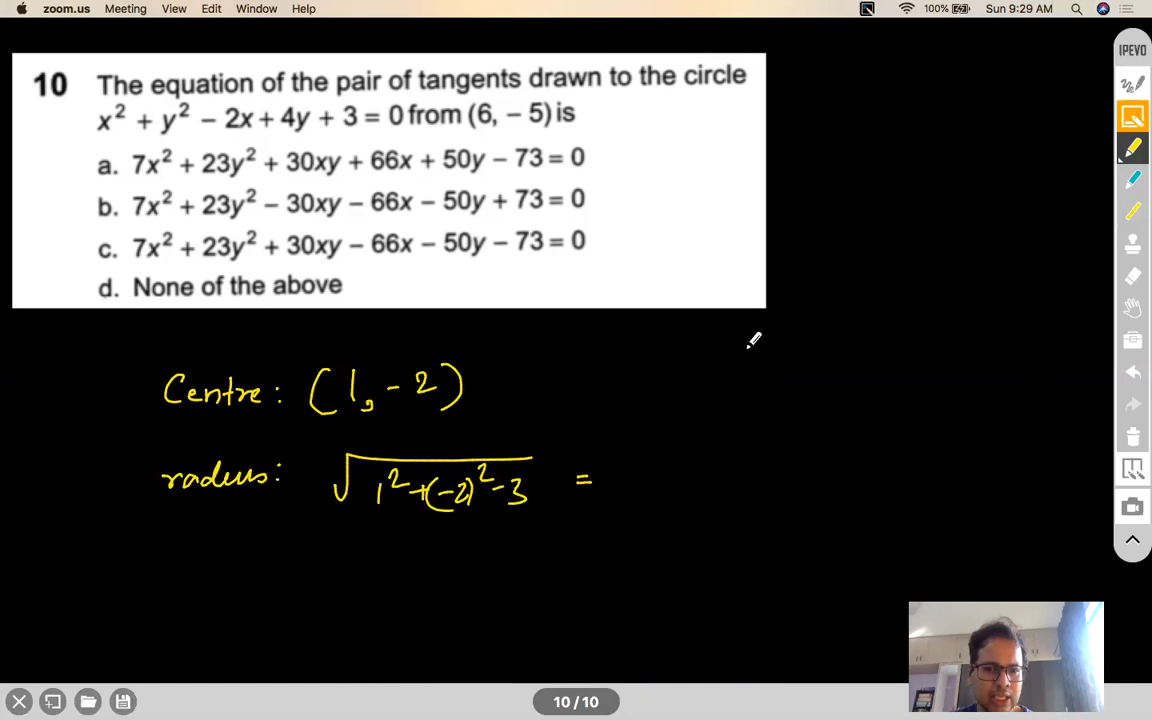 zoom.us Meeting View Edit Window Help 100% Sun 9:29 AM
IPEVO
10 The equation of the pair of tangents drawn to the circle
x² + y² − 2x + 4y + 3 = 0 from (6, − 5) is
a. 7x² + 23y² + 30xy + 66x + 50y − 73 = 0
b. 7x² + 23y² − 30xy − 66x − 50y + 73 = 0
c. 7x² + 23y² + 30xy − 66x − 50y − 73 = 0
d. None of the above
Centre: (1, -2)
radius: √(1²+(-2)²-3) =
10 / 10